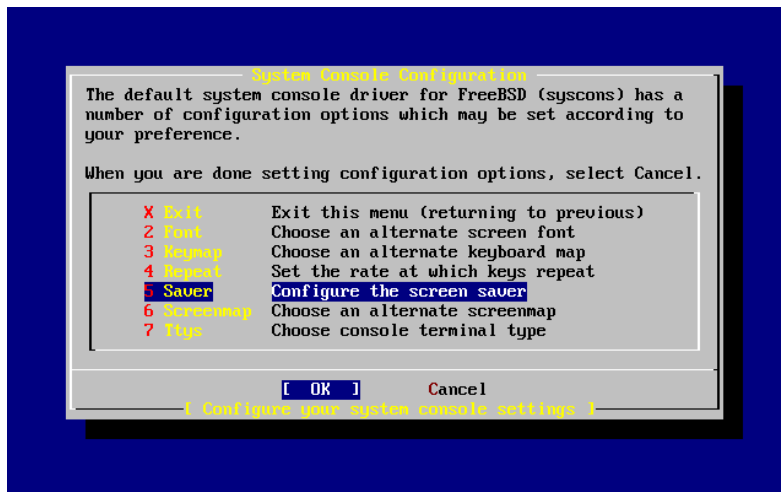 System Console Configuration
The default system console driver for FreeBSD (syscons) has a
number of configuration options which may be set according to
your preference.
When you are done setting configuration options, select Cancel.
X Exit Exit this menu (returning to previous)
2 Font Choose an alternate screen font
3 Keymap Choose an alternate keyboard map
4 Repeat Set the rate at which keys repeat
5 Saver Configure the screen saver
6 Screenmap Choose an alternate screenmap
7 Ttys Choose console terminal type
[ OK ] Cancel
[ Configure your system console settings ]